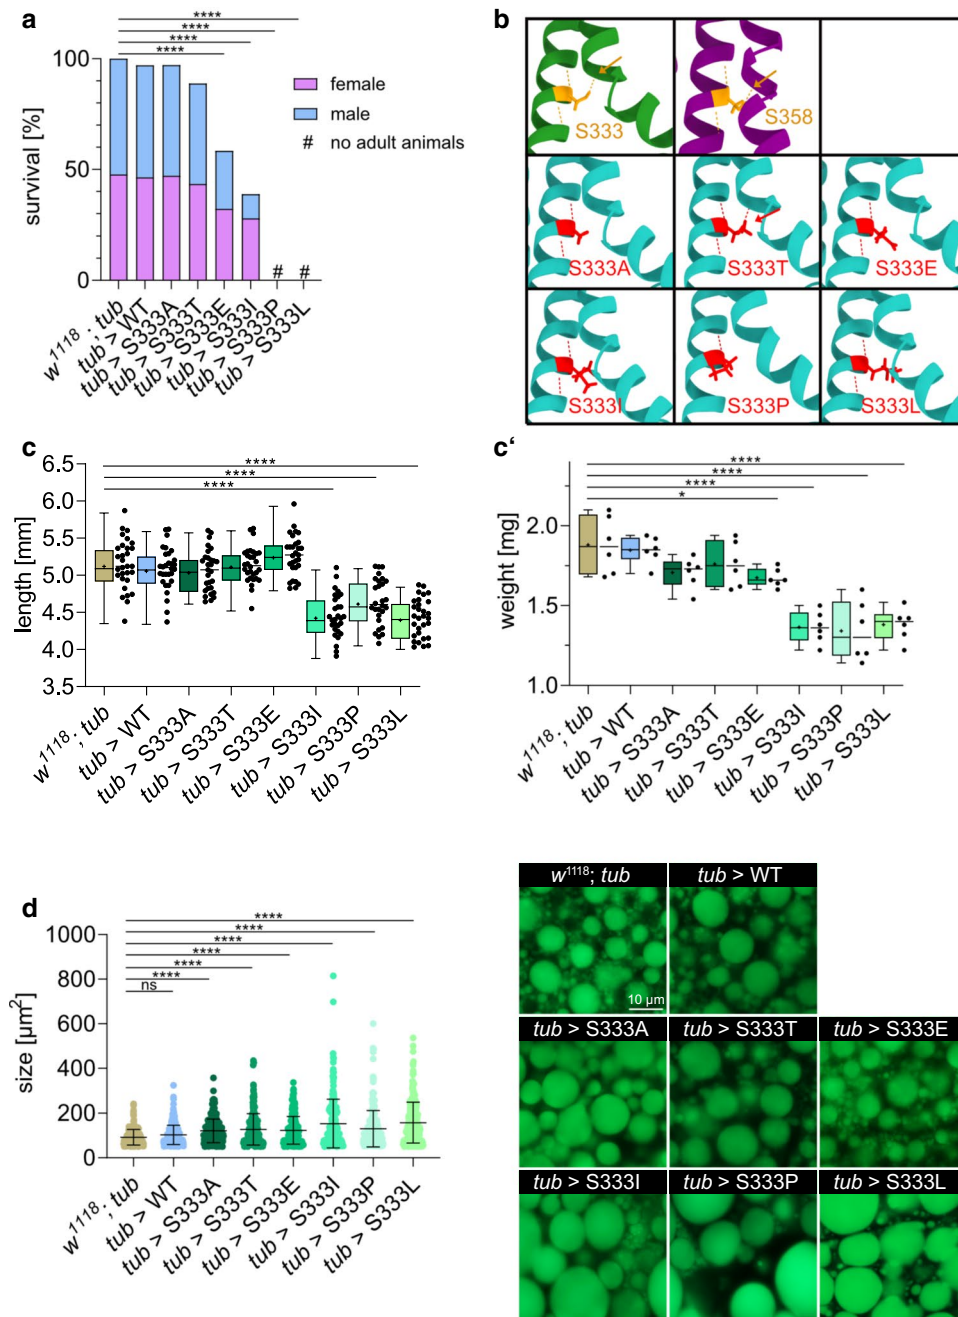 a
****
****
****
****
100
50
0
survival [%]
female
male
# no adult animals
# #
w1118; tub
tub > WT
tub > S333A
tub > S333T
tub > S333E
tub > S333I
tub > S333P
tub > S333L
b
S333
S358
S333A
S333T
S333E
S333I
S333P
S333L
c
****
****
****
6.5
6.0
5.5
5.0
4.5
4.0
3.5
length [mm]
w1118; tub
tub > WT
tub > S333A
tub > S333T
tub > S333E
tub > S333I
tub > S333P
tub > S333L
c‘
****
****
****
*
2.0
1.5
1.0
weight [mg]
w1118; tub
tub > WT
tub > S333A
tub > S333T
tub > S333E
tub > S333I
tub > S333P
tub > S333L
d
****
****
****
****
****
****
ns
1000
800
600
400
200
0
size [µm2]
w1118; tub
tub > WT
tub > S333A
tub > S333T
tub > S333E
tub > S333I
tub > S333P
tub > S333L
w1118; tub
tub > WT
10 µm
tub > S333A
tub > S333T
tub > S333E
tub > S333I
tub > S333P
tub > S333L